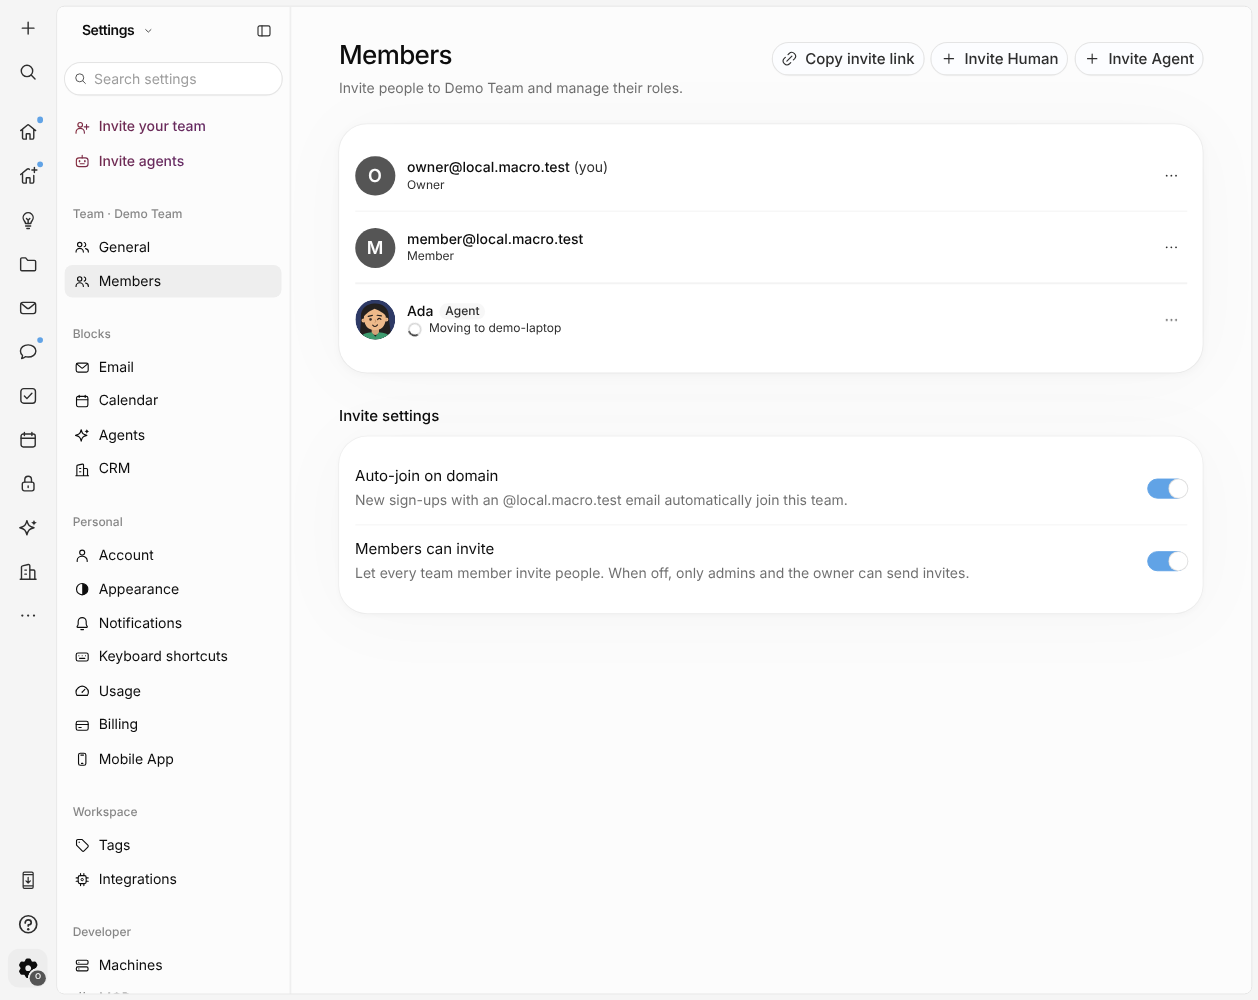 Settings
Search settings
Invite your team
Invite agents
Team · Demo Team
General
Members
Blocks
Email
Calendar
Agents
CRM
Personal
Account
Appearance
Notifications
Keyboard shortcuts
Usage
Billing
Mobile App
Workspace
Tags
Integrations
Developer
Machines
O
Members
Invite people to Demo Team and manage their roles.
Copy invite link
Invite Human
Invite Agent
O
owner@local.macro.test (you)
Owner
M
member@local.macro.test
Member
Ada Agent
Moving to demo-laptop
Invite settings
Auto-join on domain
New sign-ups with an @local.macro.test email automatically join this team.
Members can invite
Let every team member invite people. When off, only admins and the owner can send invites.